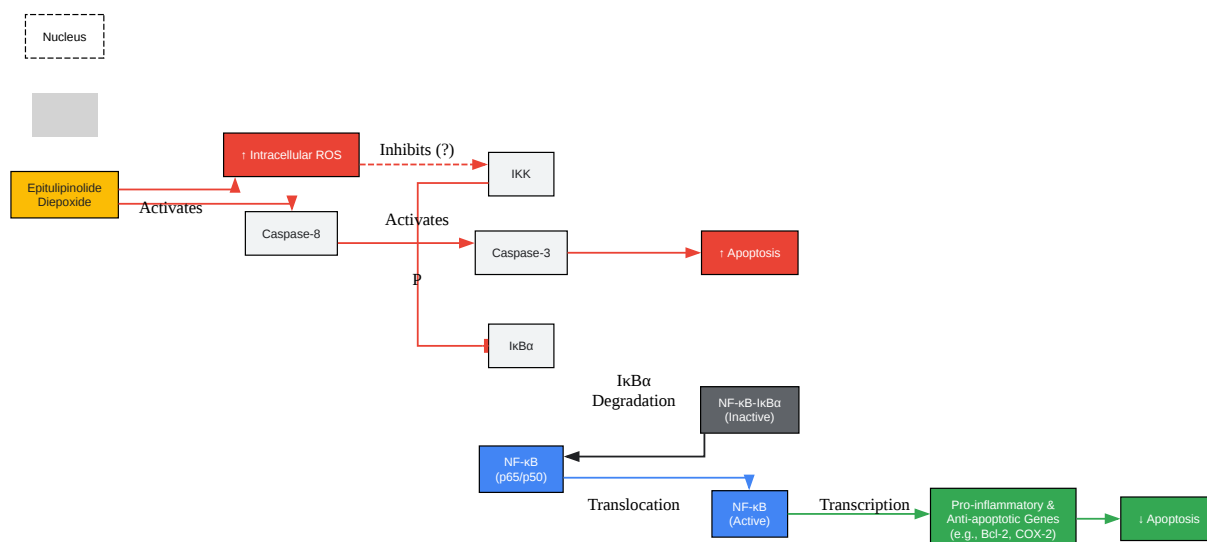 Nucleus
↑ Intracellular ROS
Inhibits (?)
IKK
Epitulipinolide
Diepoxide
Activates
Caspase-8
Activates
Caspase-3
↑ Apoptosis
P
IκBα
IκBα
Degradation
NF-κB-IκBα
(Inactive)
NF-κB
(p65/p50)
Translocation
NF-κB
(Active)
Transcription
Pro-inflammatory &
Anti-apoptotic Genes
(e.g., Bcl-2, COX-2)
↓ Apoptosis